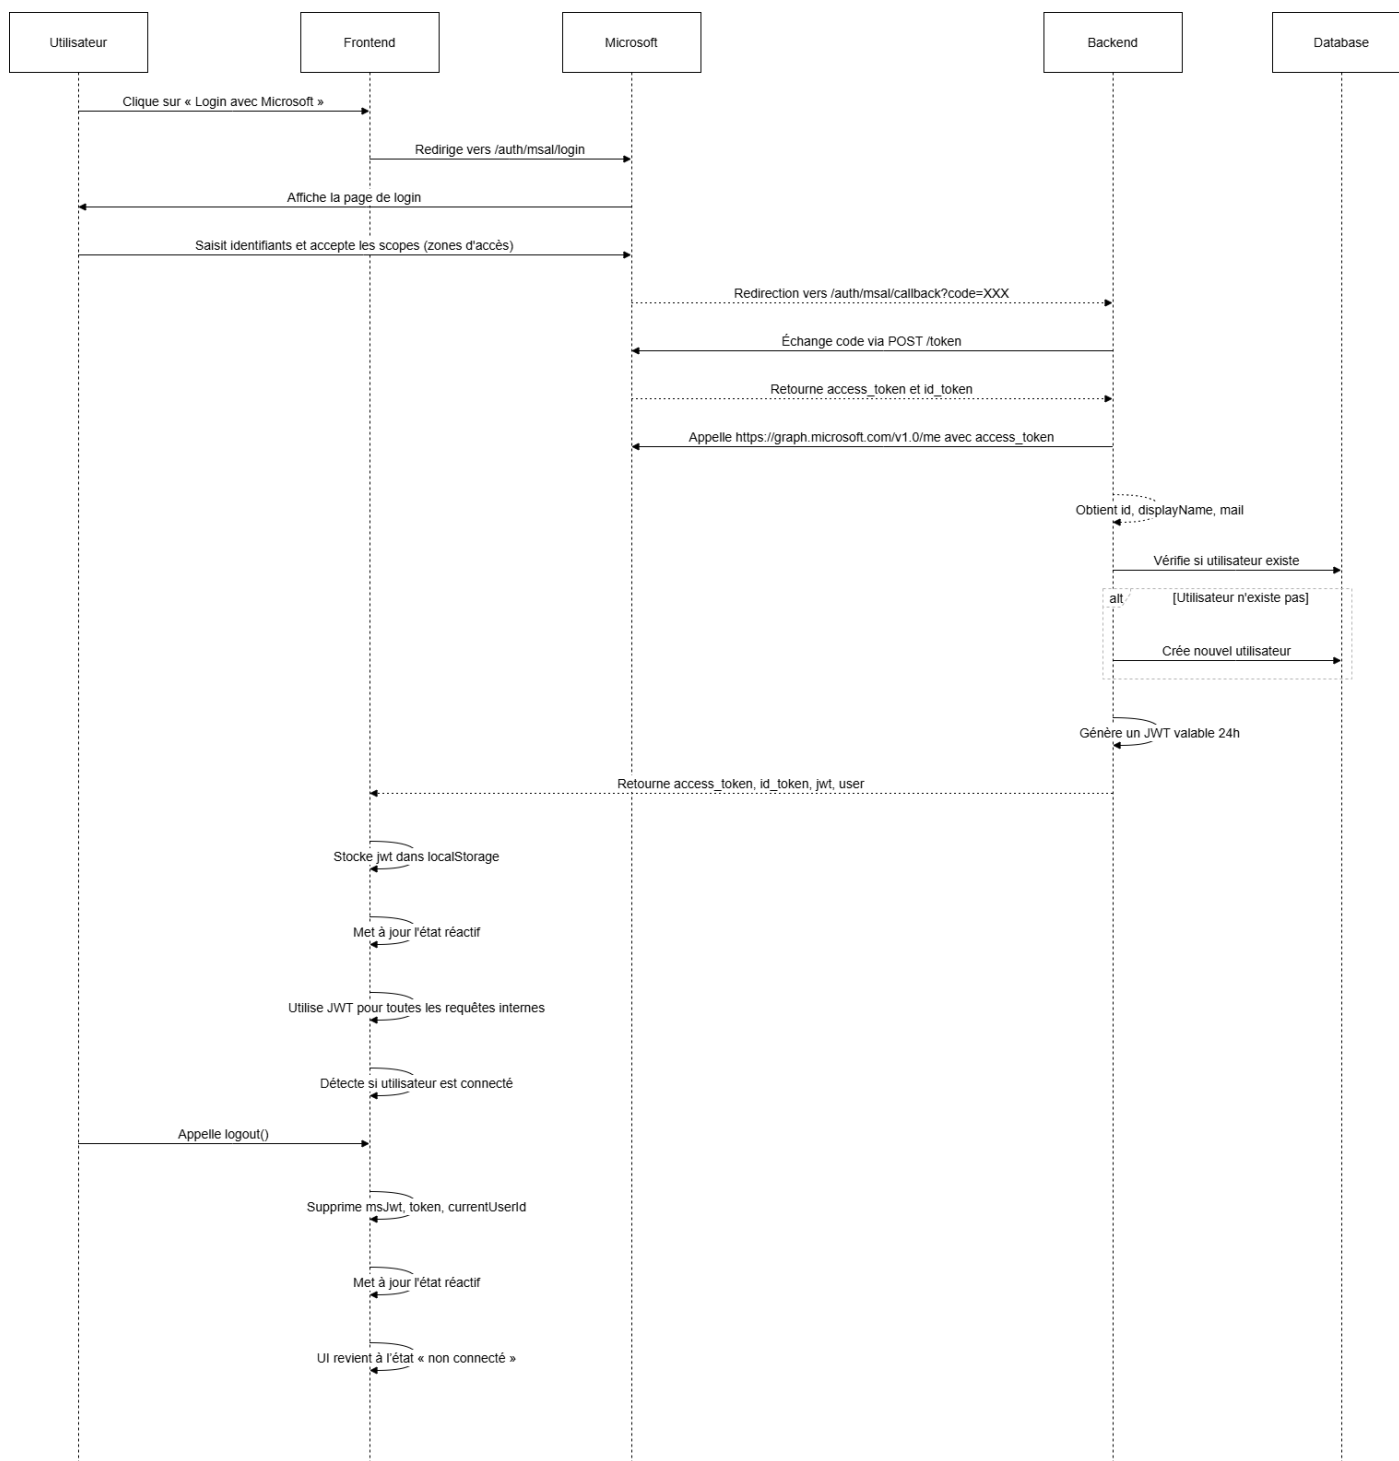 Utilisateur
Frontend
Microsoft
Backend
Database
Clique sur « Login avec Microsoft »
Redirige vers /auth/msal/login
Affiche la page de login
Saisit identifiants et accepte les scopes (zones d'accès)
Redirection vers /auth/msal/callback?code=XXX
Échange code via POST /token
Retourne access_token et id_token
Appelle https://graph.microsoft.com/v1.0/me avec access_token
Obtient id, displayName, mail
Vérifie si utilisateur existe
alt
[Utilisateur n'existe pas]
Crée nouvel utilisateur
Génère un JWT valable 24h
Retourne access_token, id_token, jwt, user
Stocke jwt dans localStorage
Met à jour l'état réactif
Utilise JWT pour toutes les requêtes internes
Détecte si utilisateur est connecté
Appelle logout()
Supprime msJwt, token, currentUserId
Met à jour l'état réactif
UI revient à l'état « non connecté »